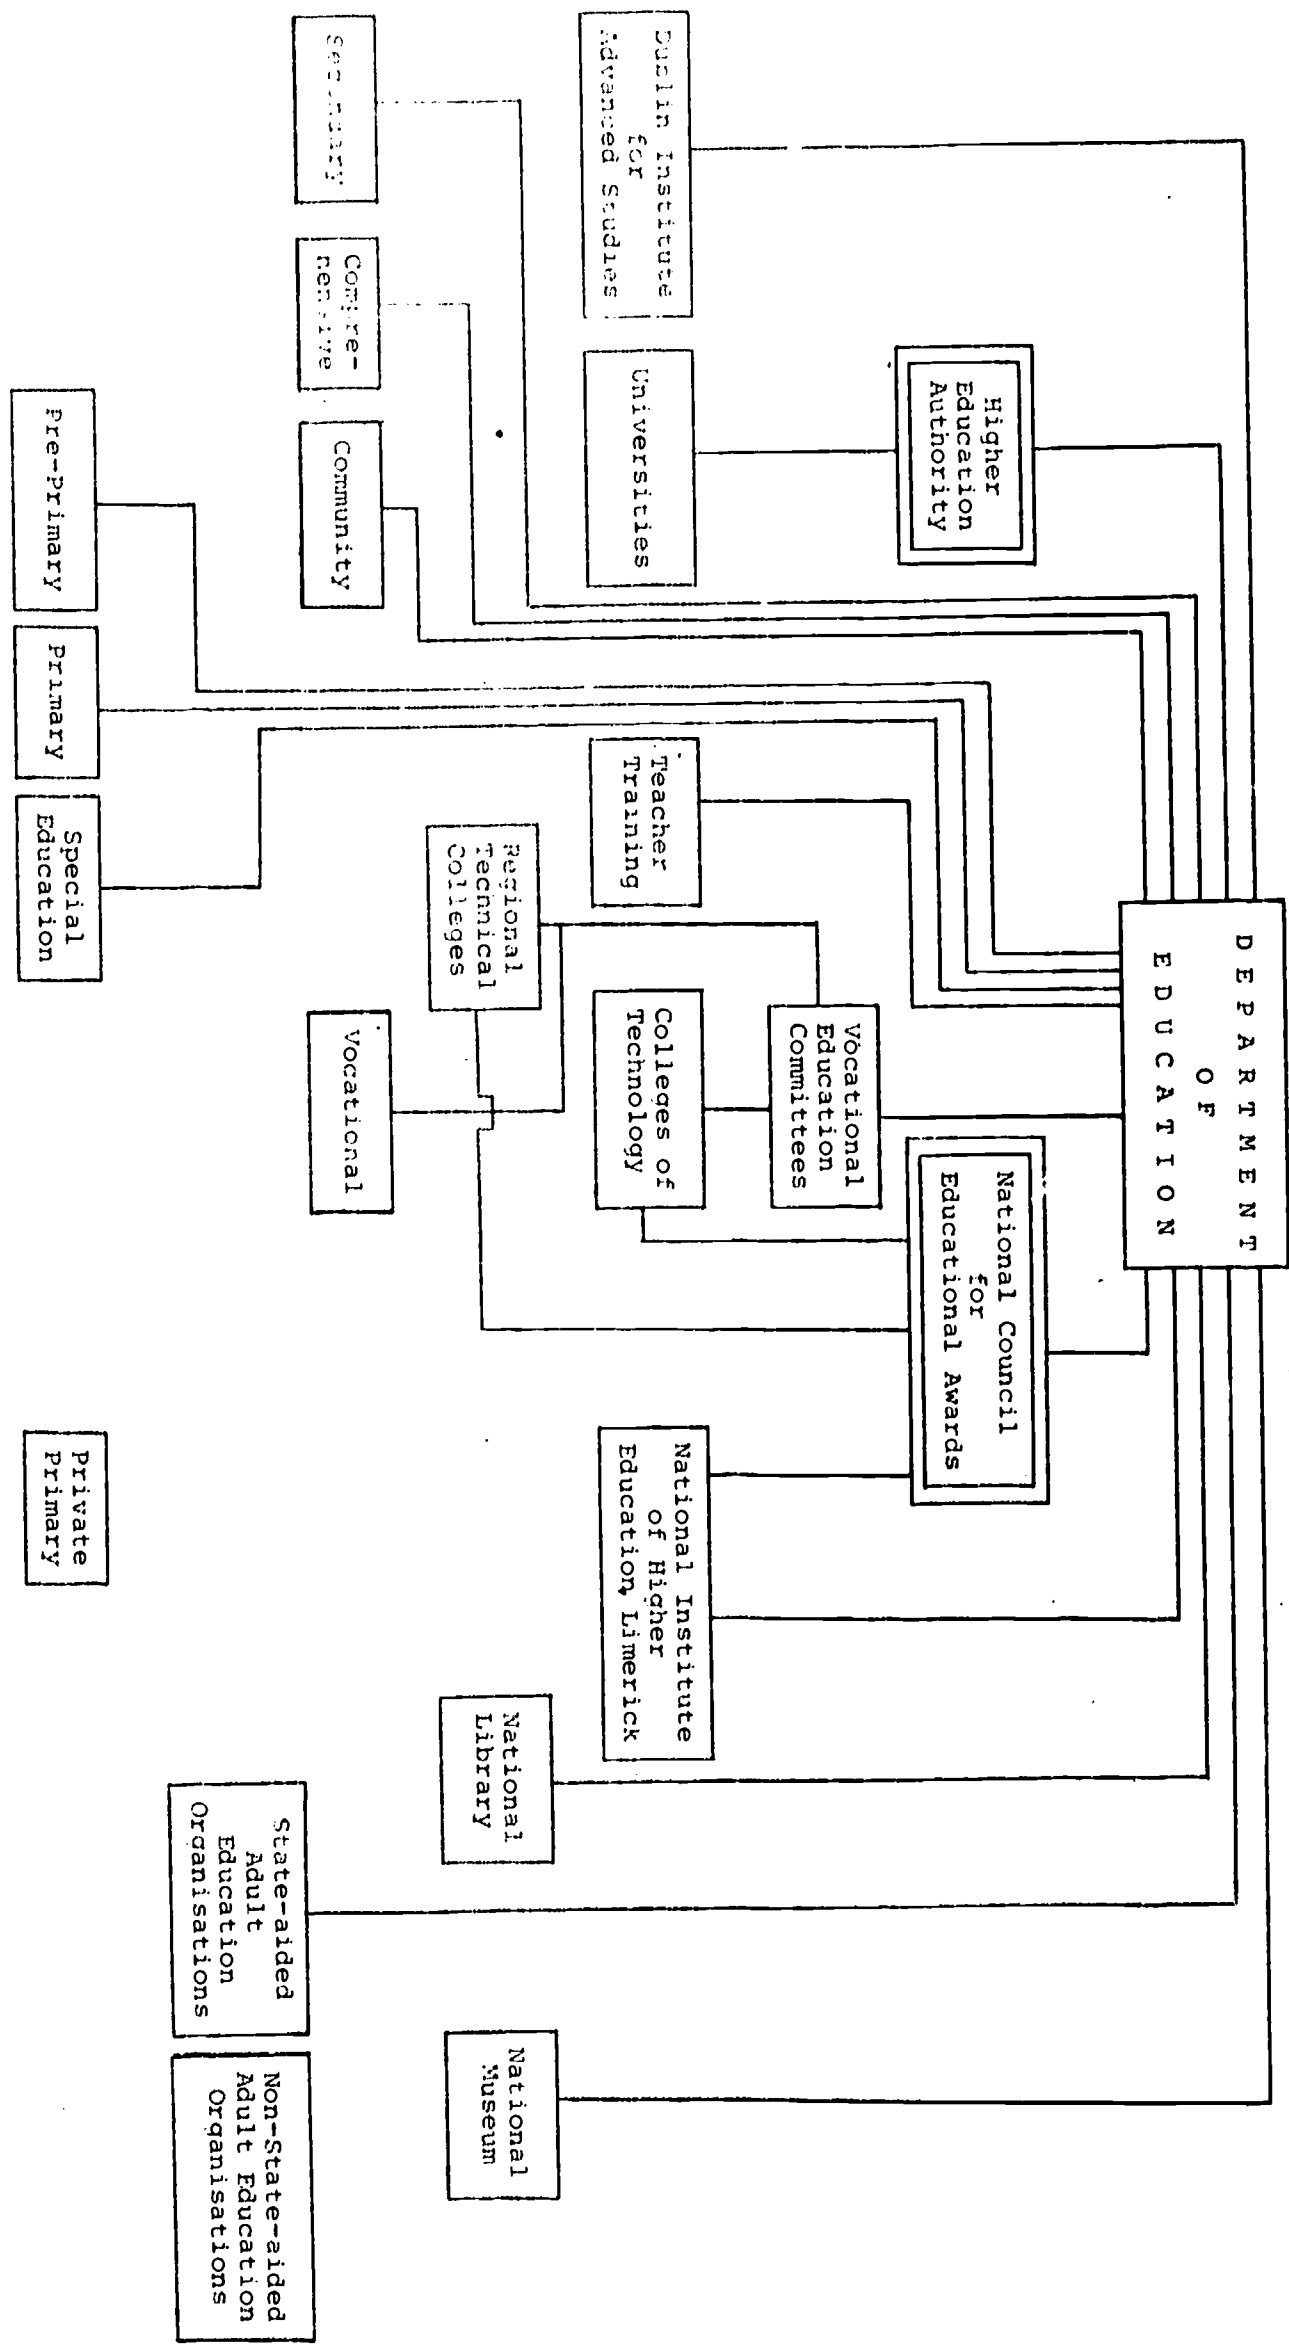 DEPARTMENT
OF
EDUCATION
Higher
Education
Authority
National Council
for
Educational Awards
Vocational
Education
Committees
Dublin Institute
for
Advanced Studies
Universities
Teacher
Training
Colleges of
Technology
National Institute
of Higher
Education, Limerick
Regional
Technical
Colleges
National
Library
National
Museum
Secondary
Compre-
hensive
Community
Vocational
State-aided
Adult
Education
Organisations
Non-State-aided
Adult Education
Organisations
Pre-Primary
Primary
Special
Education
Private
Primary